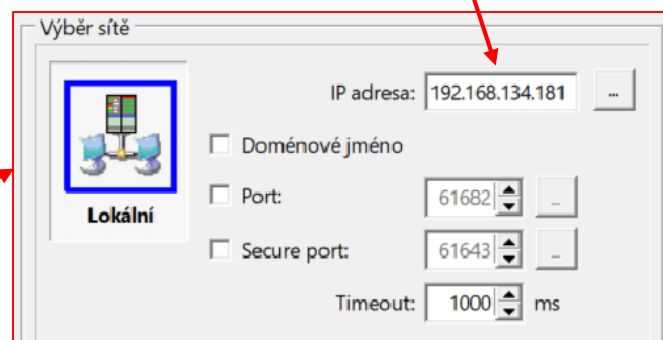 Výběr sítě
IP adresa: 192.168.134.181 ...
Doménové jméno
Port: 61682 ...
Lokální
Secure port: 61643 ...
Timeout: 1000 ms